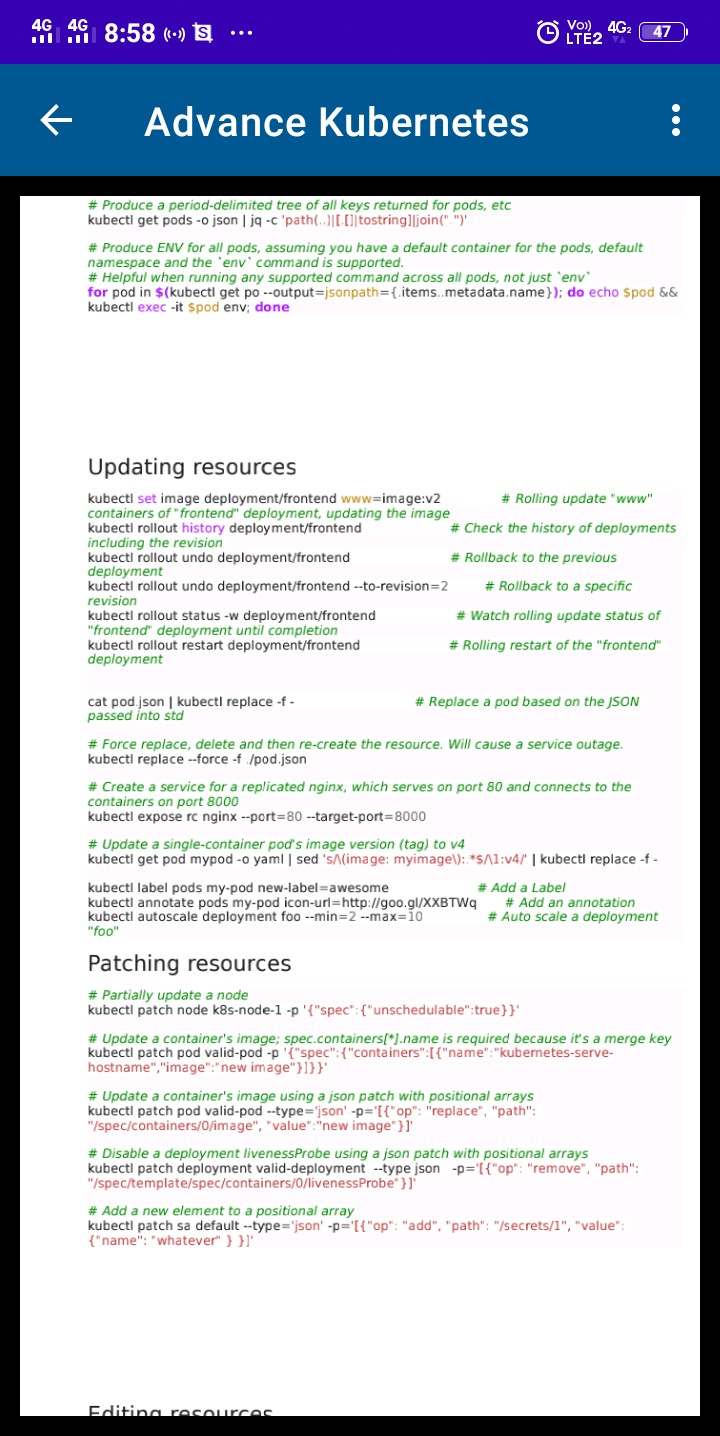 4G 4G 8:58 Vo)) LTE2 4G2 47
Advance Kubernetes
# Produce a period-delimited tree of all keys returned for pods, etc
kubectl get pods -o json | jq -c 'path(..)|[.[]|tostring]|join(".")'
# Produce ENV for all pods, assuming you have a default container for the pods, default
namespace and the `env` command is supported.
# Helpful when running any supported command across all pods, not just `env`
for pod in $(kubectl get po --output=jsonpath={.items..metadata.name}); do echo $pod &&
kubectl exec -it $pod env; done
Updating resources
kubectl set image deployment/frontend www=image:v2 # Rolling update "www"
containers of "frontend" deployment, updating the image
kubectl rollout history deployment/frontend # Check the history of deployments
including the revision
kubectl rollout undo deployment/frontend # Rollback to the previous
deployment
kubectl rollout undo deployment/frontend --to-revision=2 # Rollback to a specific
revision
kubectl rollout status -w deployment/frontend # Watch rolling update status of
"frontend" deployment until completion
kubectl rollout restart deployment/frontend # Rolling restart of the "frontend"
deployment
cat pod.json | kubectl replace -f - # Replace a pod based on the JSON
passed into std
# Force replace, delete and then re-create the resource. Will cause a service outage.
kubectl replace --force -f ./pod.json
# Create a service for a replicated nginx, which serves on port 80 and connects to the
containers on port 8000
kubectl expose rc nginx --port=80 --target-port=8000
# Update a single-container pod's image version (tag) to v4
kubectl get pod mypod -o yaml | sed 's/\(image: myimage\):.*$/\1:v4/' | kubectl replace -f -
kubectl label pods my-pod new-label=awesome # Add a Label
kubectl annotate pods my-pod icon-url=http://goo.gl/XXBTWq # Add an annotation
kubectl autoscale deployment foo --min=2 --max=10 # Auto scale a deployment
"foo"
Patching resources
# Partially update a node
kubectl patch node k8s-node-1 -p '{"spec":{"unschedulable":true}}'
# Update a container's image; spec.containers[*].name is required because it's a merge key
kubectl patch pod valid-pod -p '{"spec":{"containers":[{"name":"kubernetes-serve-
hostname","image":"new image"}]}}'
# Update a container's image using a json patch with positional arrays
kubectl patch pod valid-pod --type='json' -p='[{"op": "replace", "path":
"/spec/containers/0/image", "value":"new image"}]'
# Disable a deployment livenessProbe using a json patch with positional arrays
kubectl patch deployment valid-deployment --type json -p='[{"op": "remove", "path":
"/spec/template/spec/containers/0/livenessProbe"}]'
# Add a new element to a positional array
kubectl patch sa default --type='json' -p='[{"op": "add", "path": "/secrets/1", "value":
{"name": "whatever" } }]'
Editing resources